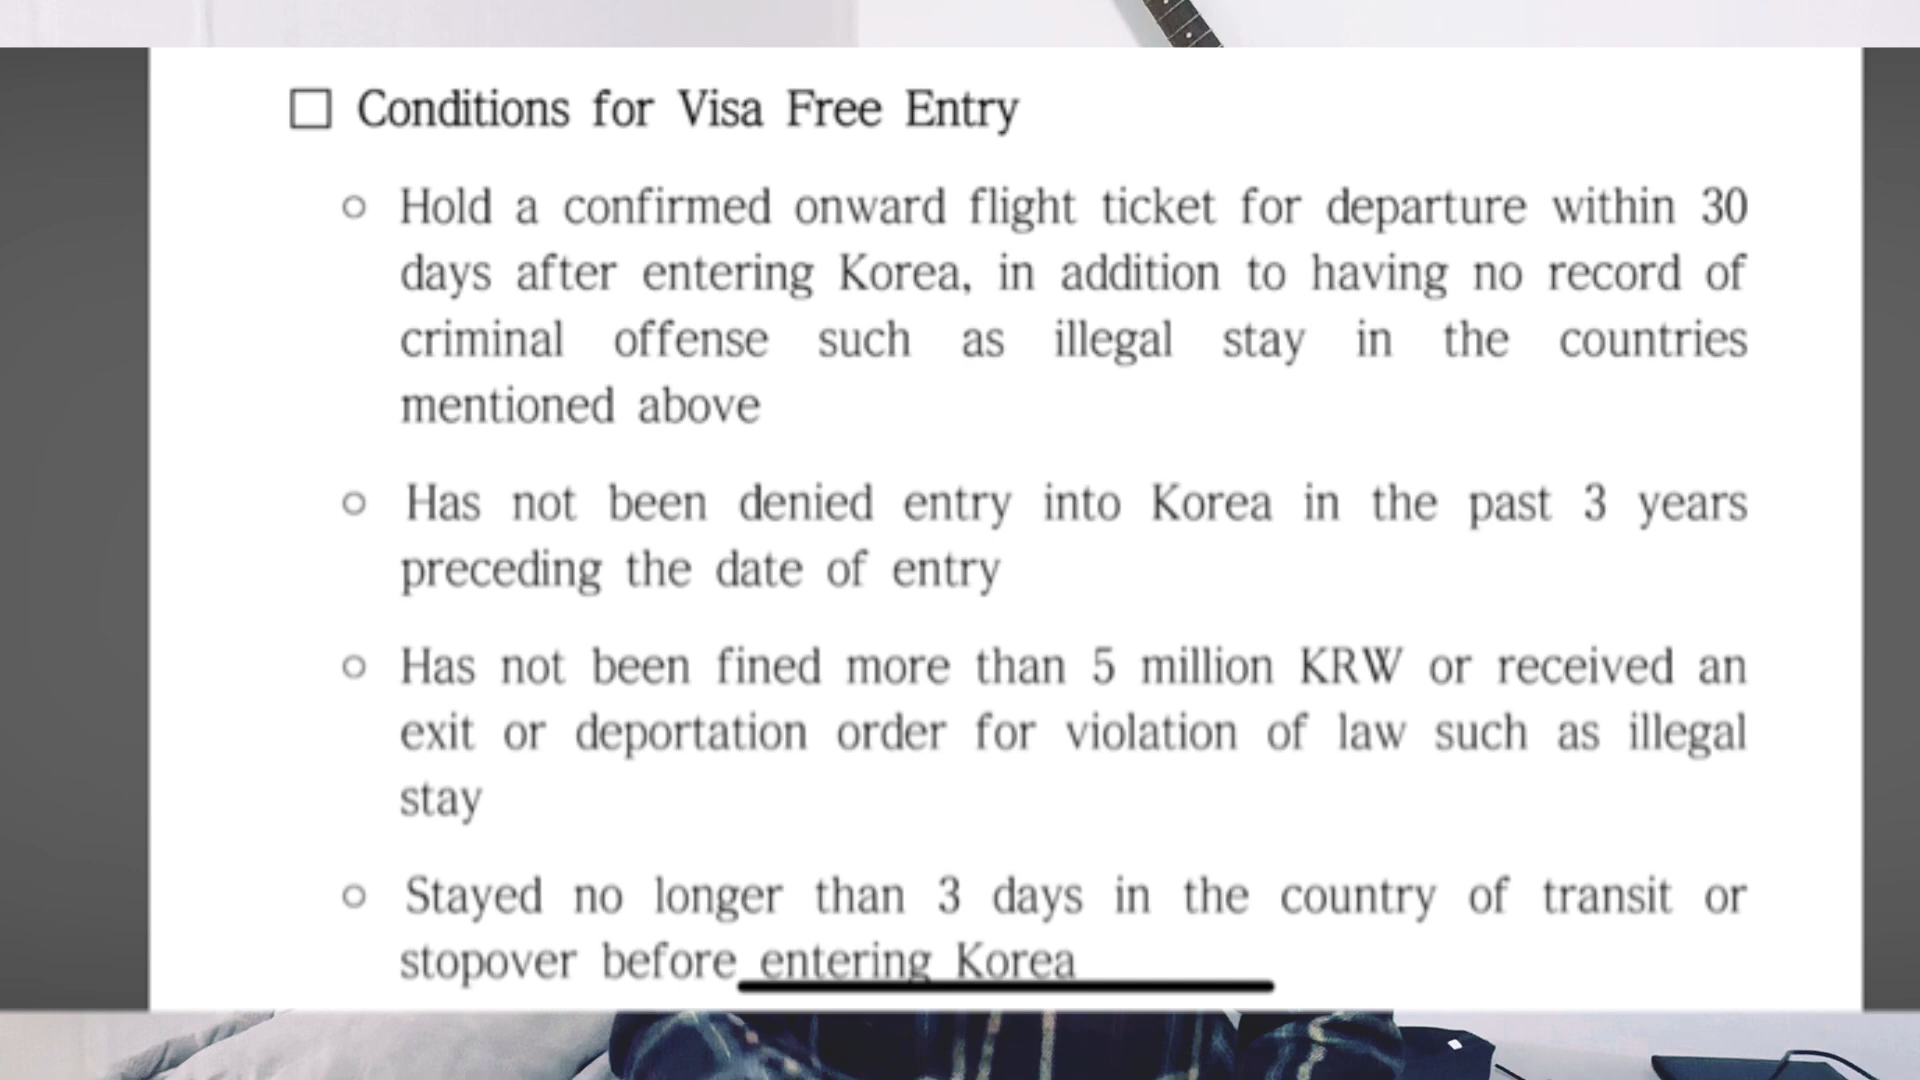 □ Conditions for Visa Free Entry
○ Hold a confirmed onward flight ticket for departure within 30
days after entering Korea, in addition to having no record of
criminal offense such as illegal stay in the countries
mentioned above
○ Has not been denied entry into Korea in the past 3 years
preceding the date of entry
○ Has not been fined more than 5 million KRW or received an
exit or deportation order for violation of law such as illegal
stay
○ Stayed no longer than 3 days in the country of transit or
stopover before entering Korea